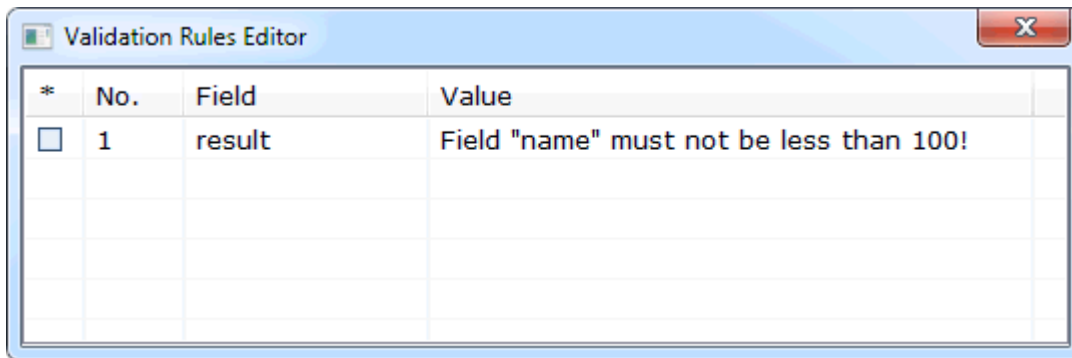 Validation Rules Editor
* No. Field Value
1 result Field "name" must not be less than 100!